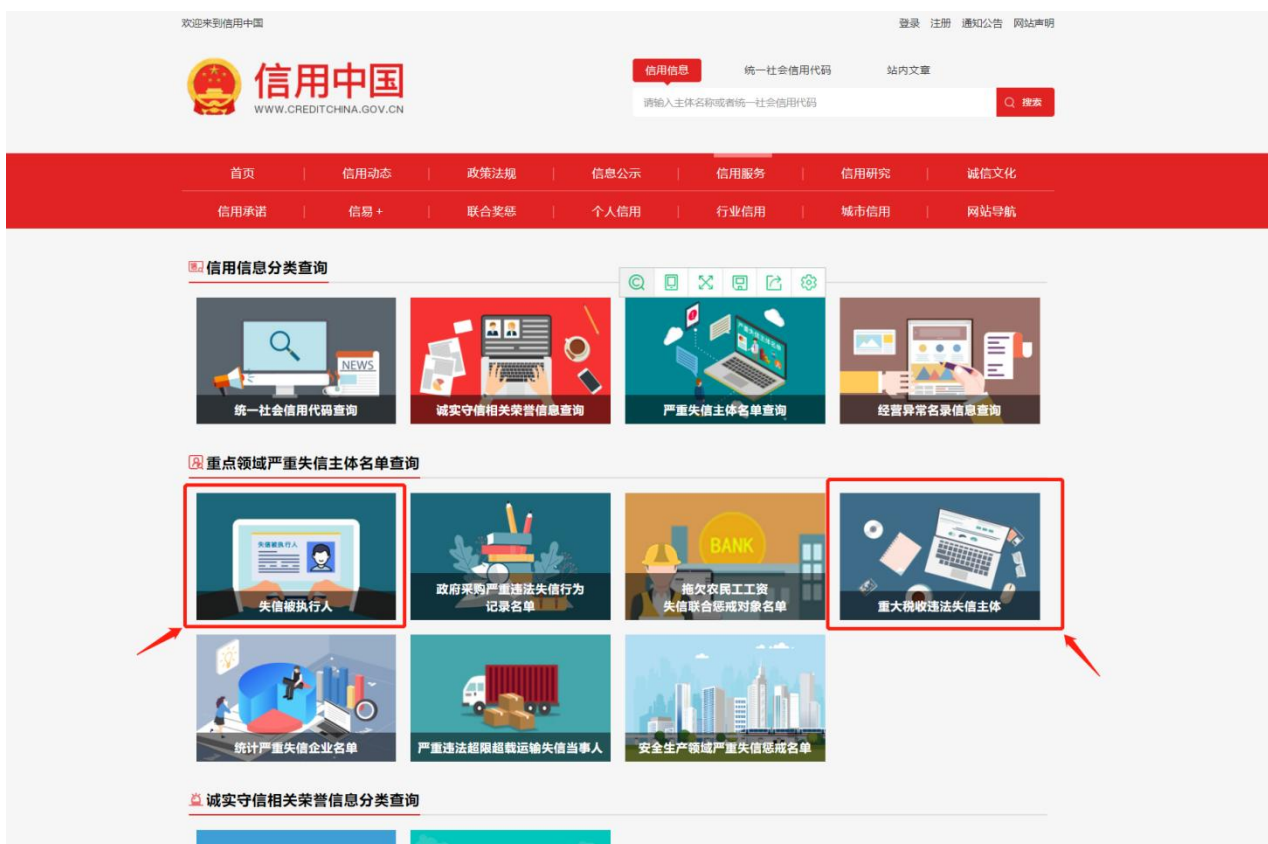 欢迎来到信用中国
登录 注册 通知公告 网站声明
信用中国
WWW.CREDITCHINA.GOV.CN
信用信息 统一社会信用代码 站内文章
请输入主体名称或者统一社会信用代码
搜索
首页 信用动态 政策法规 信息公示 信用服务 信用研究 诚信文化
信用承诺 信易+ 联合奖惩 个人信用 行业信用 城市信用 网站导航
信用信息分类查询
NEWS
统一社会信用代码查询
诚实守信相关荣誉信息查询
严重失信主体名单查询
经营异常名录信息查询
重点领域严重失信主体名单查询
失信被执行人
失信被执行人
政府采购严重违法失信行为
记录名单
BANK
拖欠农民工工资
失信联合惩戒对象名单
重大税收违法失信主体
统计严重失信企业名单
严重违法超限超载运输失信当事人
安全生产领域严重失信惩戒名单
诚实守信相关荣誉信息分类查询